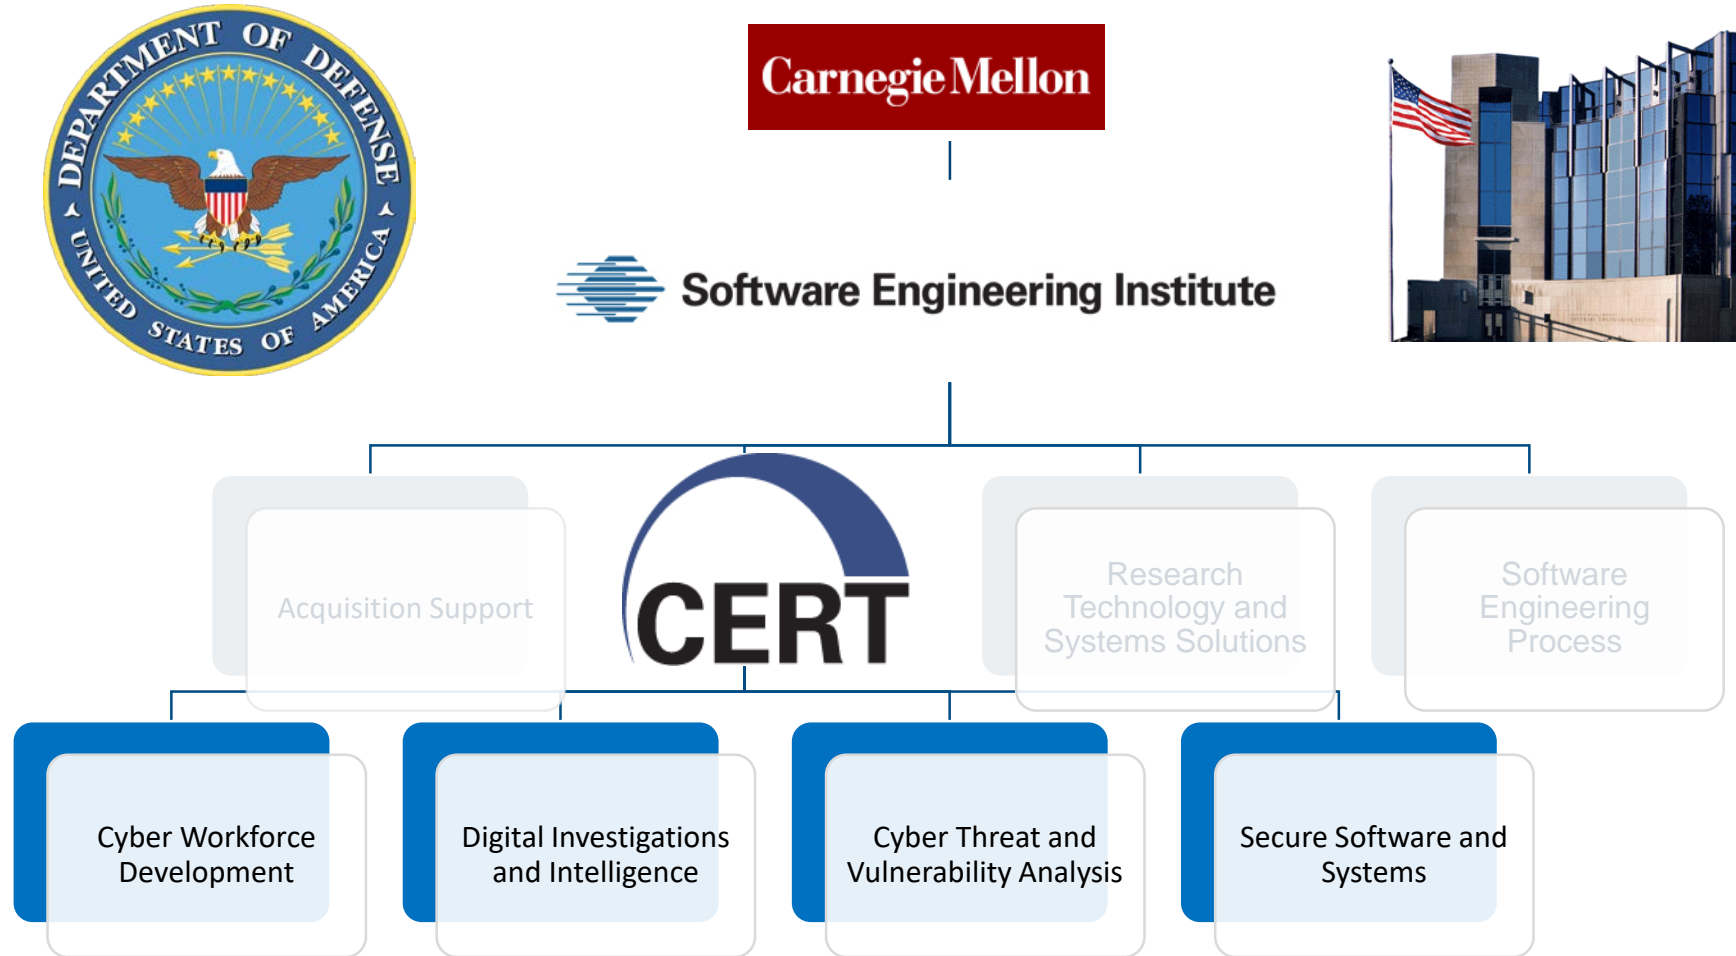 DEPARTMENT OF DEFENSE
UNITED STATES OF AMERICA
Carnegie Mellon
Software Engineering Institute
Acquisition Support
CERT
Research
Technology and
Systems Solutions
Software
Engineering
Process
Cyber Workforce
Development
Digital Investigations
and Intelligence
Cyber Threat and
Vulnerability Analysis
Secure Software and
Systems